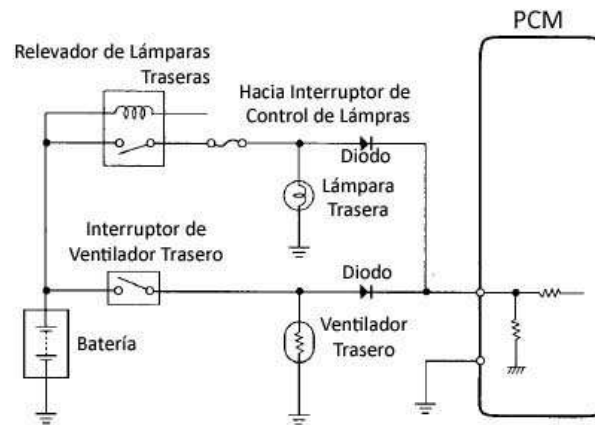 PCM
Relevador de Lámparas
Traseras
Hacia Interruptor de
Control de Lámpras
Diodo
Lámpara
Trasera
Interruptor de
Ventilador Trasero
Diodo
Ventilador
Trasero
Batería